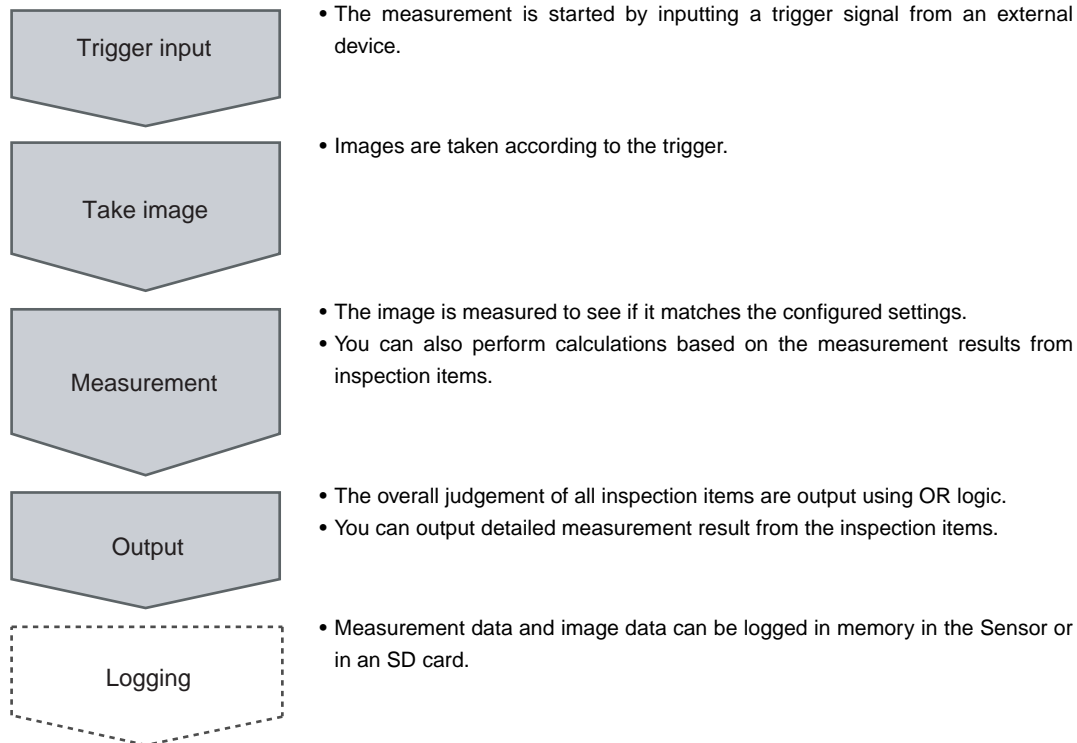 Trigger input
• The measurement is started by inputting a trigger signal from an external
device.
Take image
• Images are taken according to the trigger.
Measurement
• The image is measured to see if it matches the configured settings.
• You can also perform calculations based on the measurement results from
inspection items.
Output
• The overall judgement of all inspection items are output using OR logic.
• You can output detailed measurement result from the inspection items.
Logging
• Measurement data and image data can be logged in memory in the Sensor or
in an SD card.